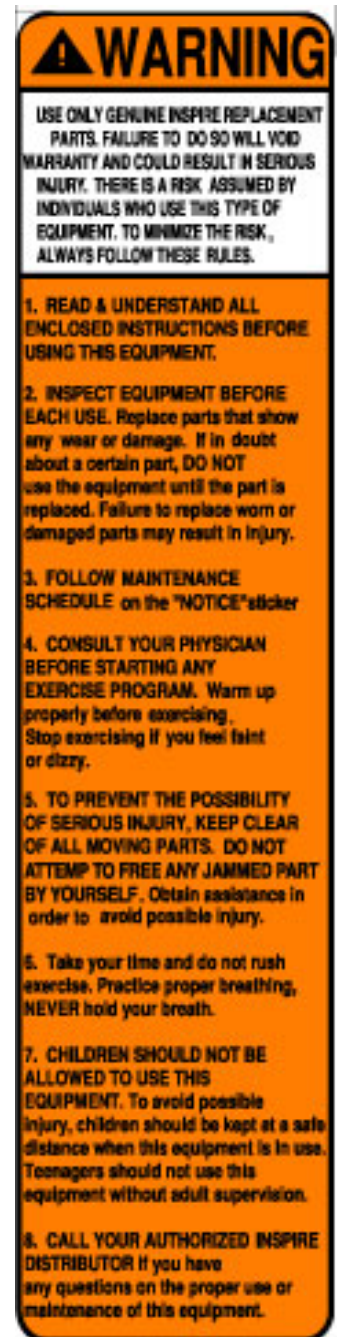 WARNING
USE ONLY GENUINE INSPIRE REPLACEMENT
PARTS. FAILURE TO DO SO WILL VOID
WARRANTY AND COULD RESULT IN SERIOUS
INJURY. THERE IS A RISK ASSUMED BY
INDIVIDUALS WHO USE THIS TYPE OF
EQUIPMENT. TO MINIMIZE THE RISK,
ALWAYS FOLLOW THESE RULES.
1. READ & UNDERSTAND ALL
ENCLOSED INSTRUCTIONS BEFORE
USING THIS EQUIPMENT.
2. INSPECT EQUIPMENT BEFORE
EACH USE. Replace parts that show
any wear or damage. If in doubt
about a certain part, DO NOT
use the equipment until the part is
replaced. Failure to replace worn or
damaged parts may result in injury.
3. FOLLOW MAINTENANCE
SCHEDULE on the "NOTICE"sticker
4. CONSULT YOUR PHYSICIAN
BEFORE STARTING ANY
EXERCISE PROGRAM. Warm up
properly before exercising.
Stop exercising if you feel faint
or dizzy.
5. TO PREVENT THE POSSIBILITY
OF SERIOUS INJURY, KEEP CLEAR
OF ALL MOVING PARTS. DO NOT
ATTEMP TO FREE ANY JAMMED PART
BY YOURSELF. Obtain assistance in
order to avoid possible injury.
6. Take your time and do not rush
exercise. Practice proper breathing,
NEVER hold your breath.
7. CHILDREN SHOULD NOT BE
ALLOWED TO USE THIS
EQUIPMENT. To avoid possible
injury, children should be kept at a safe
distance when this equipment is in use.
Teenagers should not use this
equipment without adult supervision.
8. CALL YOUR AUTHORIZED INSPIRE
DISTRIBUTOR if you have
any questions on the proper use or
maintenance of this equipment.